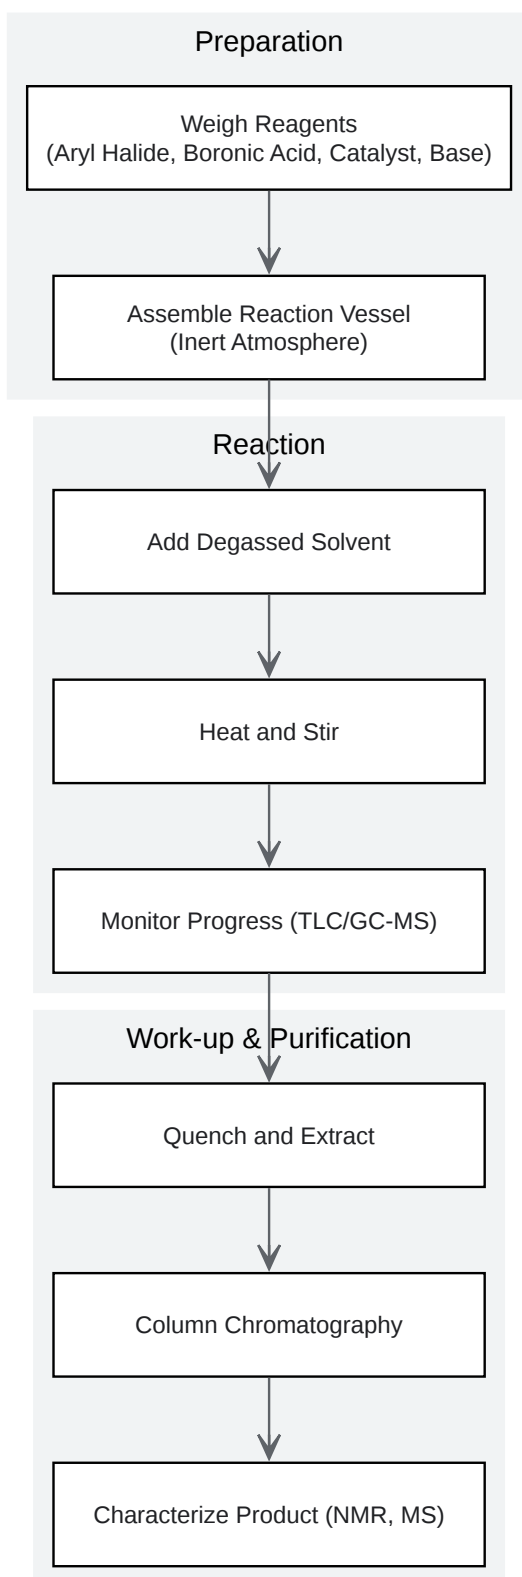 Preparation
Weigh Reagents
(Aryl Halide, Boronic Acid, Catalyst, Base)
Assemble Reaction Vessel
(Inert Atmosphere)
Reaction
Add Degassed Solvent
Heat and Stir
Monitor Progress (TLC/GC-MS)
Work-up & Purification
Quench and Extract
Column Chromatography
Characterize Product (NMR, MS)